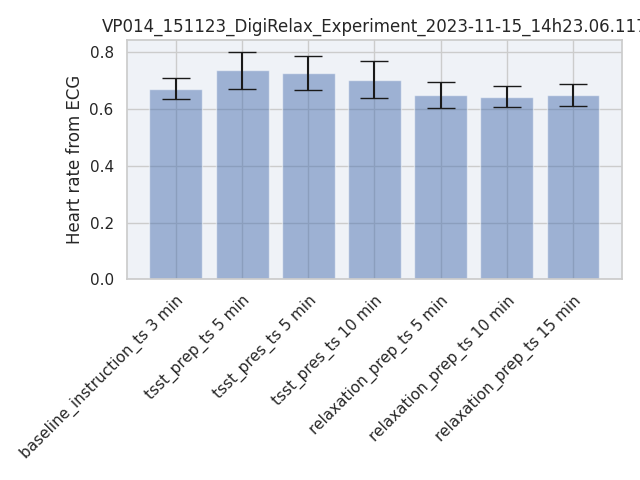 VP014_151123_DigiRelax_Experiment_2023-11-15_14h23.06.117
Heart rate from ECG
0.8
0.6
0.4
0.2
0.0
baseline_instruction_ts 3 min
tsst_prep_ts 5 min
tsst_pres_ts 5 min
tsst_pres_ts 10 min
relaxation_prep_ts 5 min
relaxation_prep_ts 10 min
relaxation_prep_ts 15 min